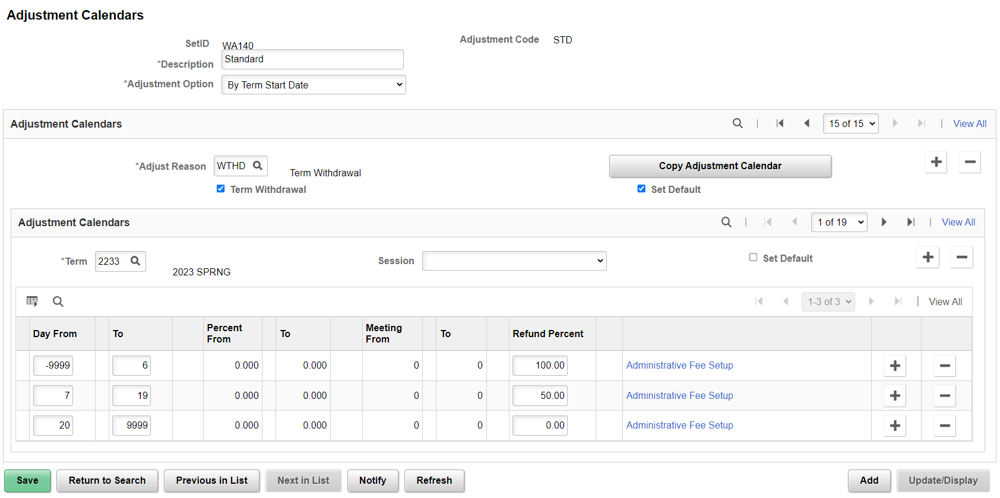 Adjustment Calendars
SetID WA140 Adjustment Code STD
*Description Standard
*Adjustment Option By Term Start Date
Adjustment Calendars | 15 of 15 | View All
*Adjust Reason WTHD Term Withdrawal Copy Adjustment Calendar
Term Withdrawal Set Default
Adjustment Calendars | 1 of 19 | View All
*Term 2233 2023 SPRNG Session Set Default
1-3 of 3 | View All
Day From To Percent From To Meeting From To Refund Percent
-9999 6 0.000 0.000 0 0 100.00 Administrative Fee Setup
7 19 0.000 0.000 0 0 50.00 Administrative Fee Setup
20 9999 0.000 0.000 0 0 0.00 Administrative Fee Setup
Save Return to Search Previous in List Next in List Notify Refresh Add Update/Display